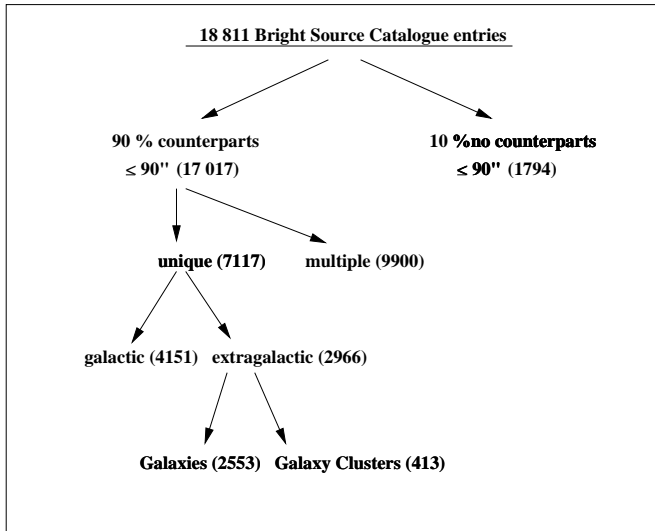 18 811 Bright Source Catalogue entries
90 % counterparts
≤ 90" (17 017)
10 %no counterparts
≤ 90" (1794)
unique (7117)
multiple (9900)
galactic (4151)
extragalactic (2966)
Galaxies (2553)
Galaxy Clusters (413)